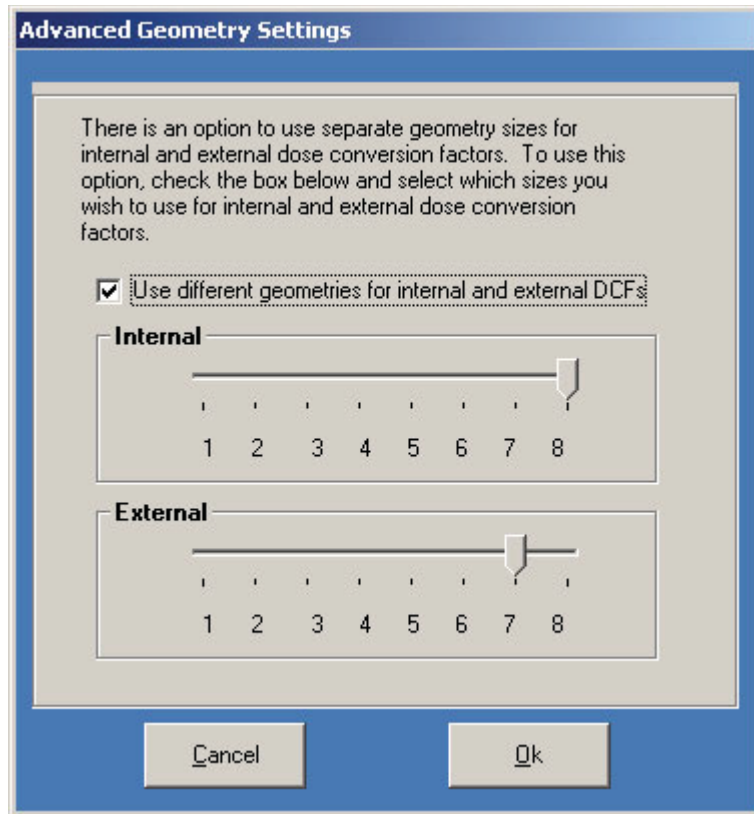 Advanced Geometry Settings
There is an option to use separate geometry sizes for
internal and external dose conversion factors.  To use this
option, check the box below and select which sizes you
wish to use for internal and external dose conversion
factors.
Use different geometries for internal and external DCFs
Internal
1 2 3 4 5 6 7 8
External
1 2 3 4 5 6 7 8
Cancel Ok